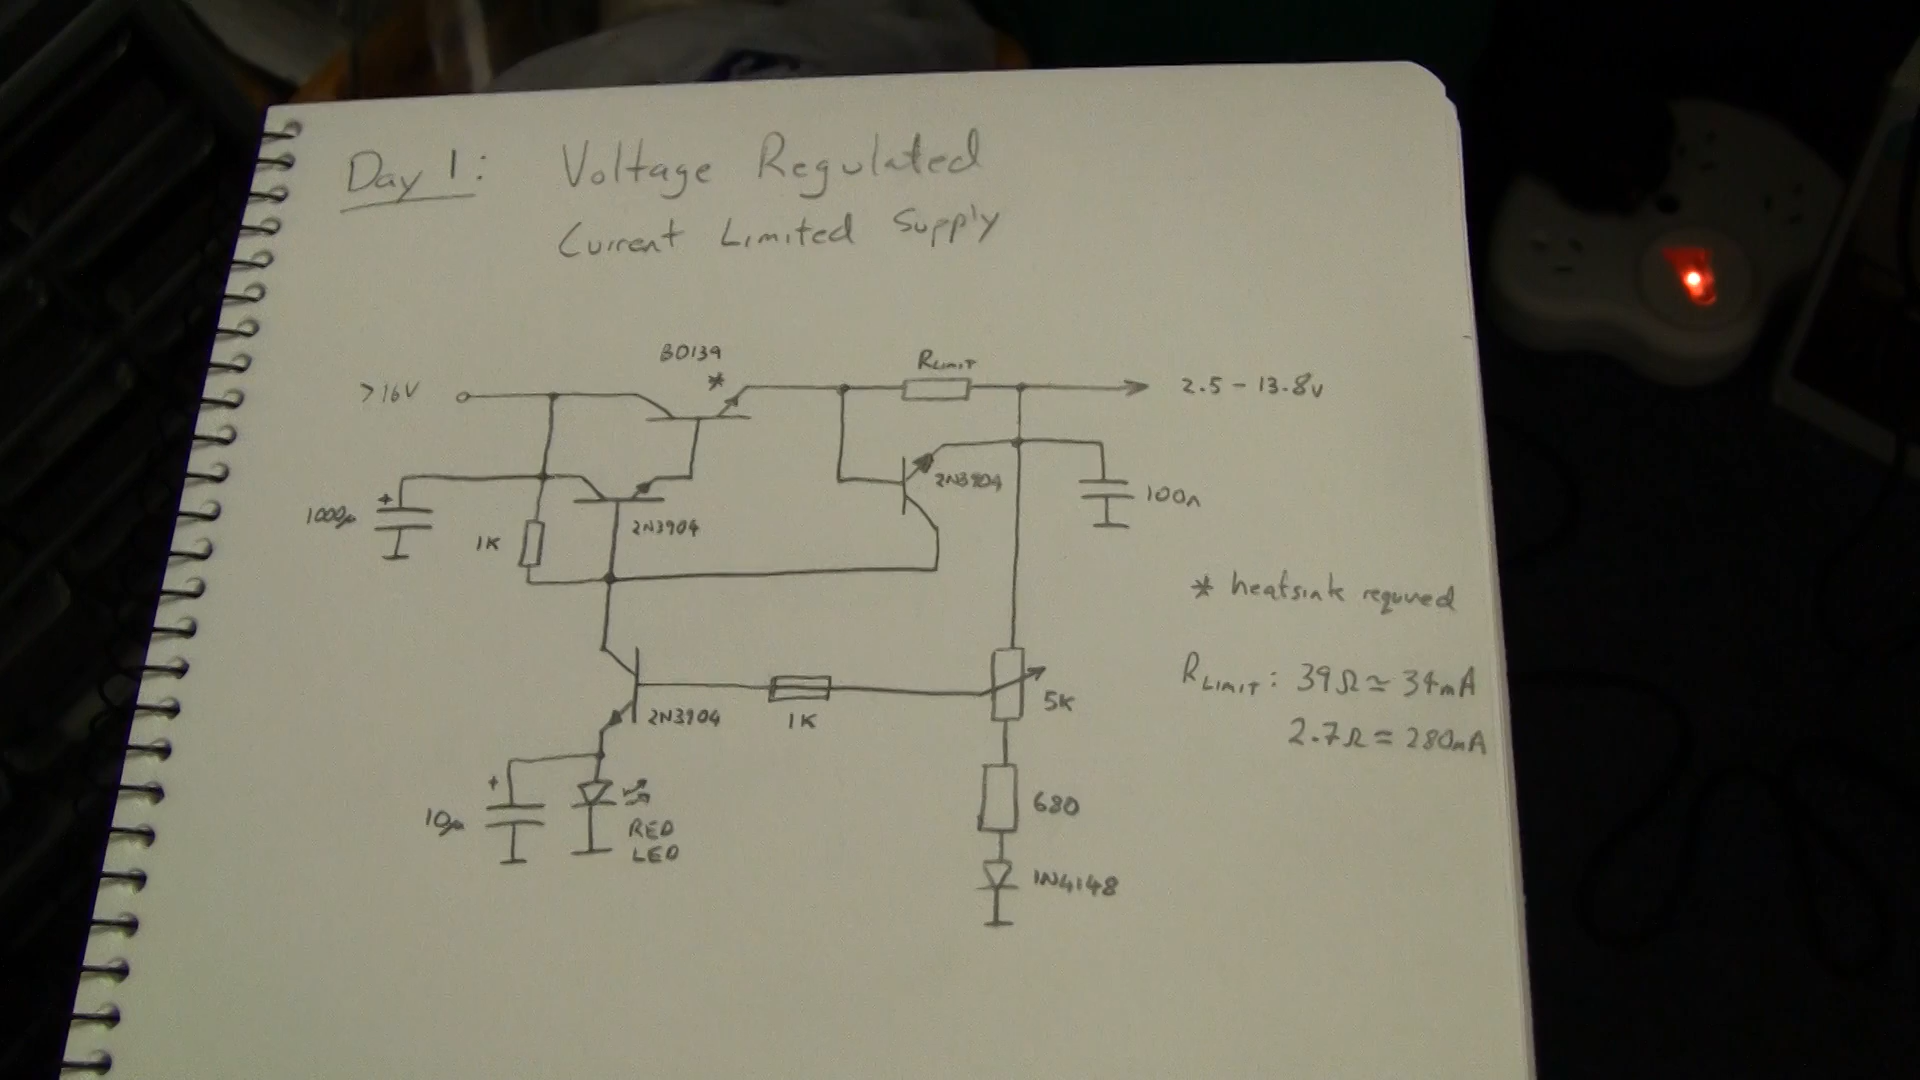 Day 1: Voltage Regulated
Current Limited Supply
BD139
*
RLIMIT
>16V
2.5 - 13.8v
2N3904
100n
+
1000µ
1K
2N3904
* heatsink required
RLIMIT: 39Ω ≃ 34mA
2.7Ω ≃ 280mA
5K
2N3904
1K
+
10µ
RED
LED
680
1N4148